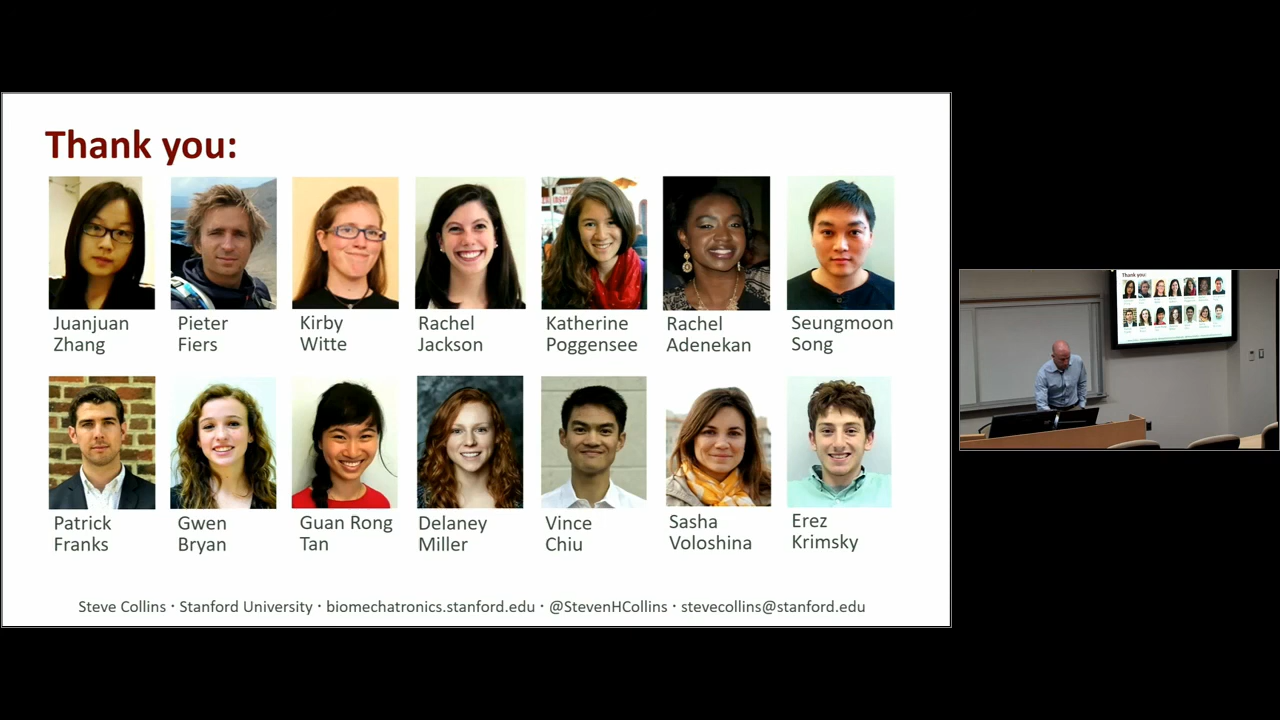 Thank you:
Juanjuan Zhang
Pieter Fiers
Kirby Witte
Rachel Jackson
Katherine Poggensee
Rachel Adenekan
Seungmoon Song
Patrick Franks
Gwen Bryan
Guan Rong Tan
Delaney Miller
Vince Chiu
Sasha Voloshina
Erez Krimsky
Steve Collins · Stanford University · biomechatronics.stanford.edu · @StevenHCollins · stevecollins@stanford.edu
Thank you: